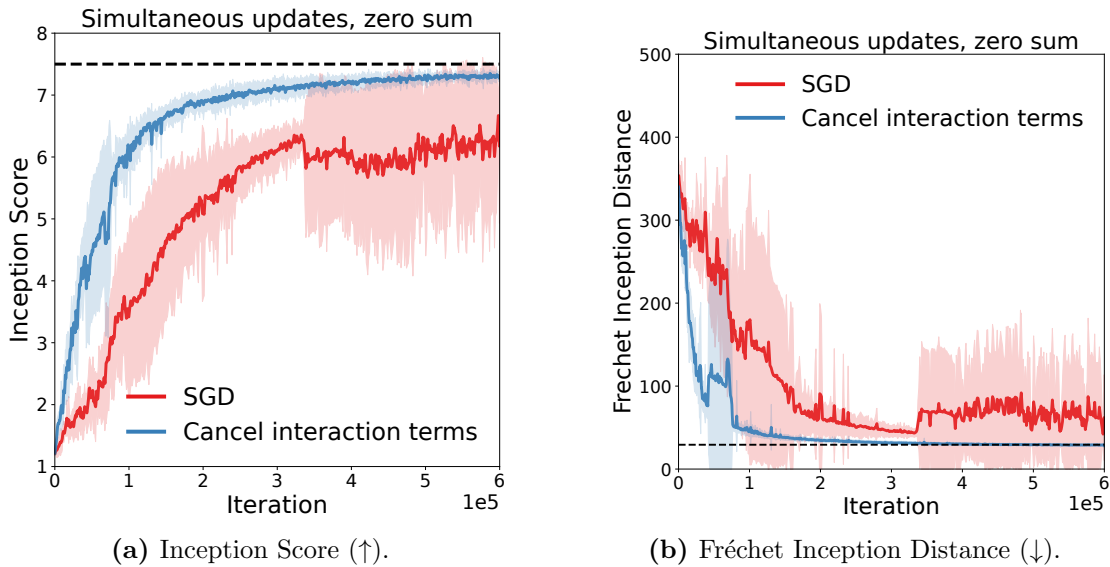 Simultaneous updates, zero sum
8
7
6
5
4
3
2
1
Inception Score
SGD
Cancel interaction terms
0 1 2 3 4 5 6
1e5
Iteration
(a) Inception Score (↑).
Simultaneous updates, zero sum
500
400
300
200
100
0
Frechet Inception Distance
SGD
Cancel interaction terms
0 1 2 3 4 5 6
1e5
Iteration
(b) Fréchet Inception Distance (↓).